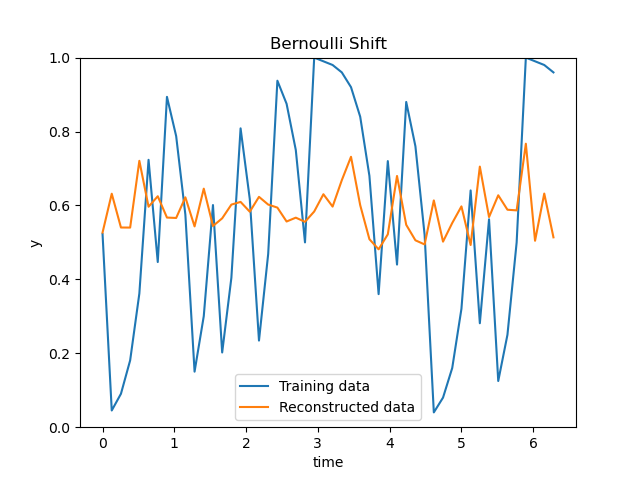 Bernoulli Shift
1.0
0.8
0.6
0.4
0.2
0.0
y
0 1 2 3 4 5 6
time
Training data
Reconstructed data